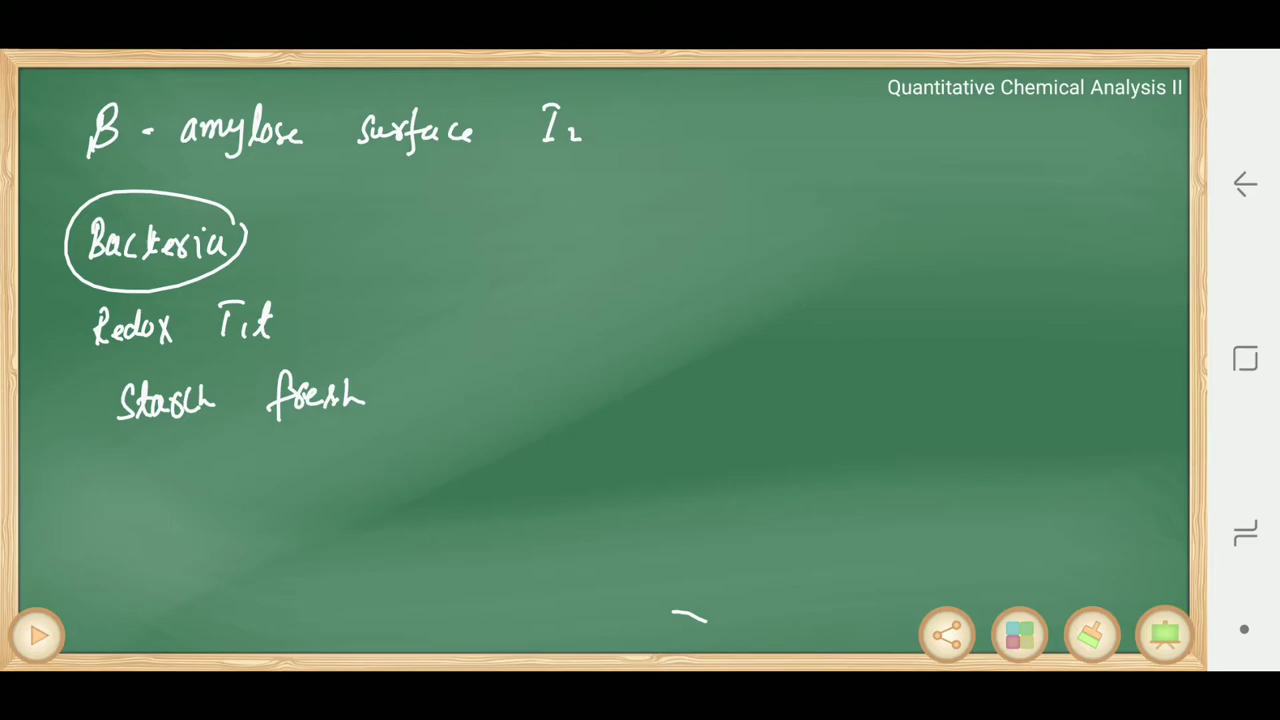 Quantitative Chemical Analysis II
β - amylose surface I₂
Bacteria
Redox Tit
Starch fresh